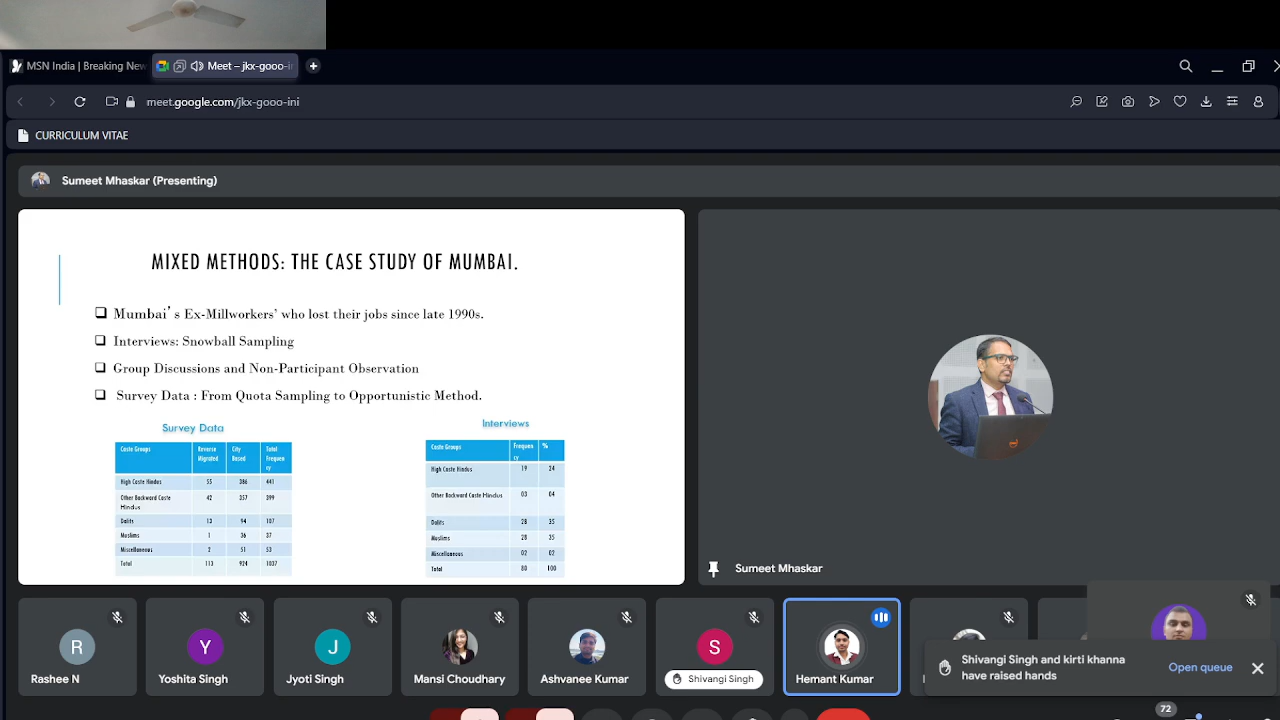 MSN India | Breaking New
Meet – jkx-gooo-i
meet.google.com/jkx-gooo-ini
CURRICULUM VITAE
Sumeet Mhaskar (Presenting)
MIXED METHODS: THE CASE STUDY OF MUMBAI.
Mumbai's Ex-Millworkers' who lost their jobs since late 1990s.
Interviews: Snowball Sampling
Group Discussions and Non-Participant Observation
Survey Data : From Quota Sampling to Opportunistic Method.
Survey Data
Caste Groups Reverse Migrated City Based Total Frequen cy
High Caste Hindus 55 386 441
Other Backward Caste Hindus 42 357 399
Dalits 13 94 107
Muslims 1 36 37
Miscellaneous 2 51 53
Total 113 924 1037
Interviews
Caste Groups Frequen cy %
High Caste Hindus 19 24
Other Backward Caste Hindus 03 04
Dalits 28 35
Muslims 28 35
Miscellaneous 02 02
Total 80 100
Sumeet Mhaskar
R
Rashee N
Y
Yoshita Singh
J
Jyoti Singh
Mansi Choudhary
Ashvanee Kumar
S
Shivangi Singh
Hemant Kumar
Shivangi Singh and kirti khanna
have raised hands
Open queue
72